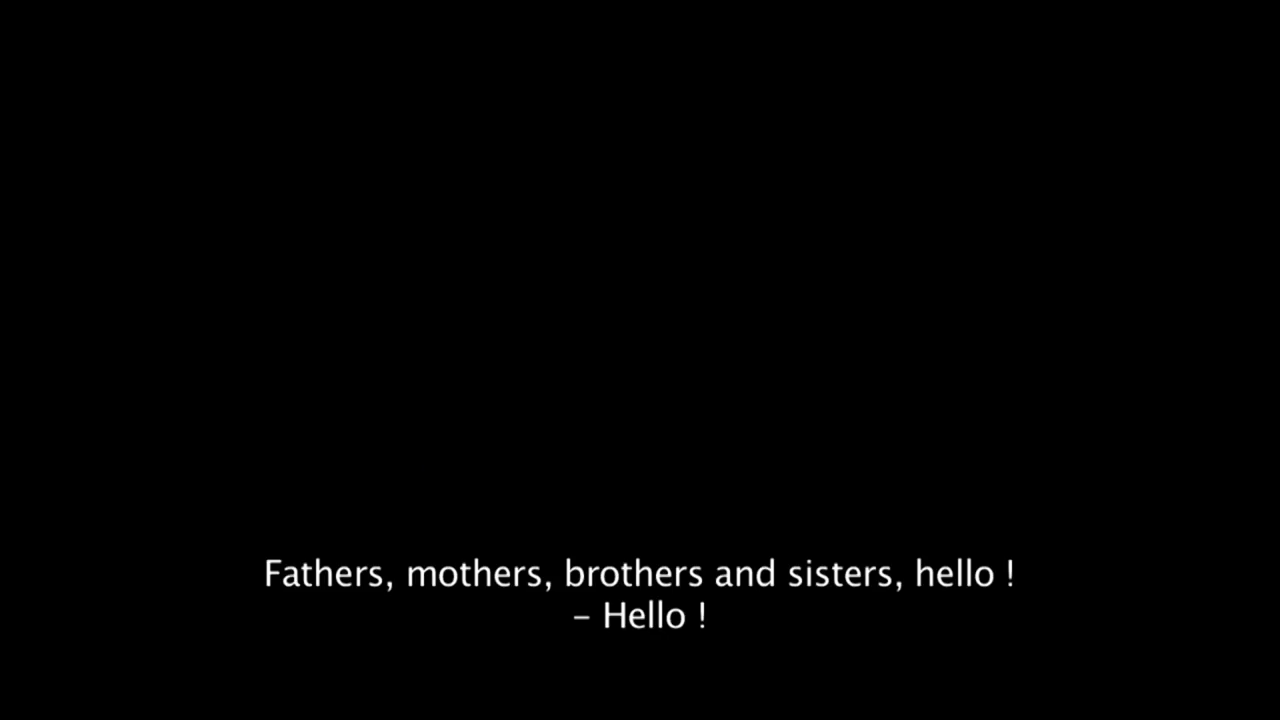 Fathers, mothers, brothers and sisters, hello !
– Hello !